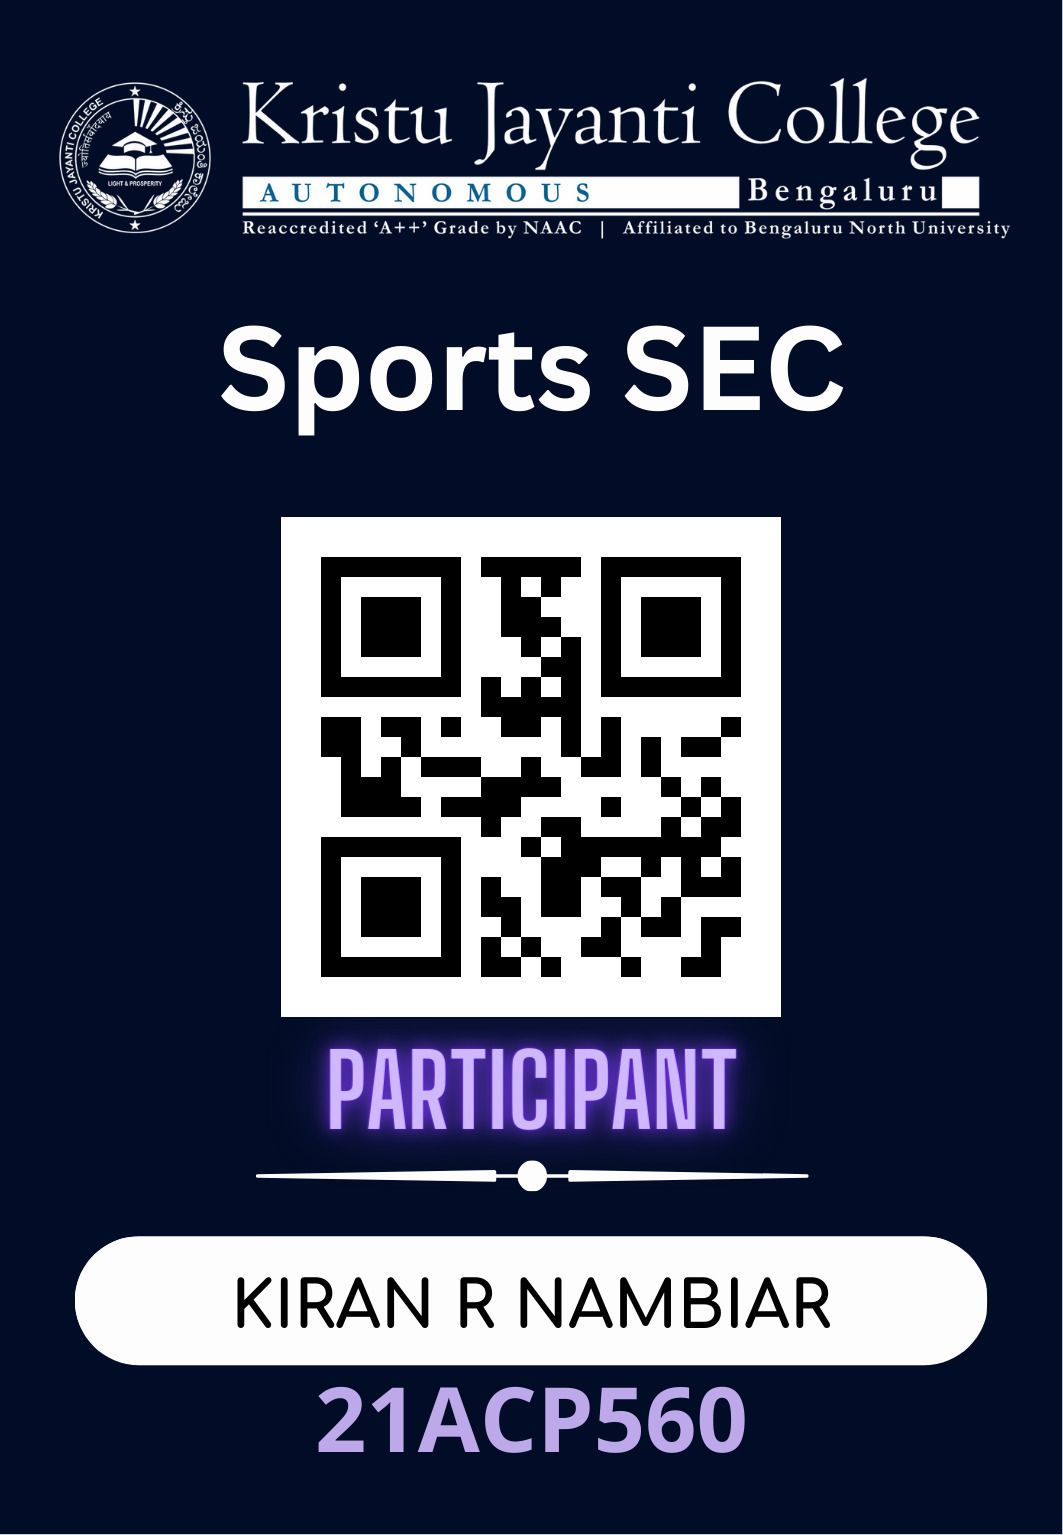 KRISTU JAYANTI COLLEGE
ಕ್ರಿಸ್ತು ಜಯಂತಿ ಕಾಲೇಜು
LIGHT & PROSPERITY
Kristu Jayanti College
AUTONOMOUS Bengaluru
Reaccredited ‘A++’ Grade by NAAC | Affiliated to Bengaluru North University
Sports SEC
PARTICIPANT
KIRAN R NAMBIAR
21ACP560